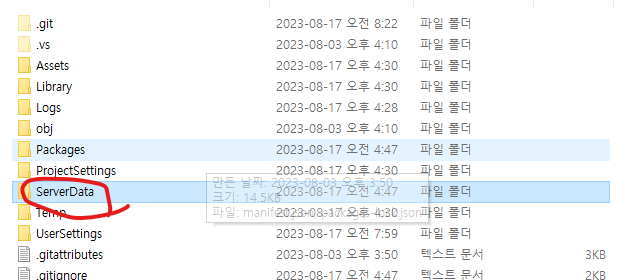 .git 2023-08-17 오전 8:22 파일 폴더
.vs 2023-08-03 오후 4:10 파일 폴더
Assets 2023-08-17 오후 4:30 파일 폴더
Library 2023-08-17 오후 4:30 파일 폴더
Logs 2023-08-17 오후 4:28 파일 폴더
obj 2023-08-03 오후 4:10 파일 폴더
Packages 2023-08-17 오전 4:47 파일 폴더
ProjectSettings 2023-08-17 오후 4:30 파일 폴더
만든 날짜: 2023-08-03 오후 3:50
ServerData 2023-08-17 오전 4:47 파일 폴더
크기: 14.5KB
Temp 2023-08-17 오후 4:30 파일 폴더
파일:
UserSettings 2023-08-17 오전 7:59 파일 폴더
.gitattributes 2023-08-03 오후 3:50 텍스트 문서 3KB
.gitignore 2023-08-17 오전 4:47 텍스트 문서 2KB